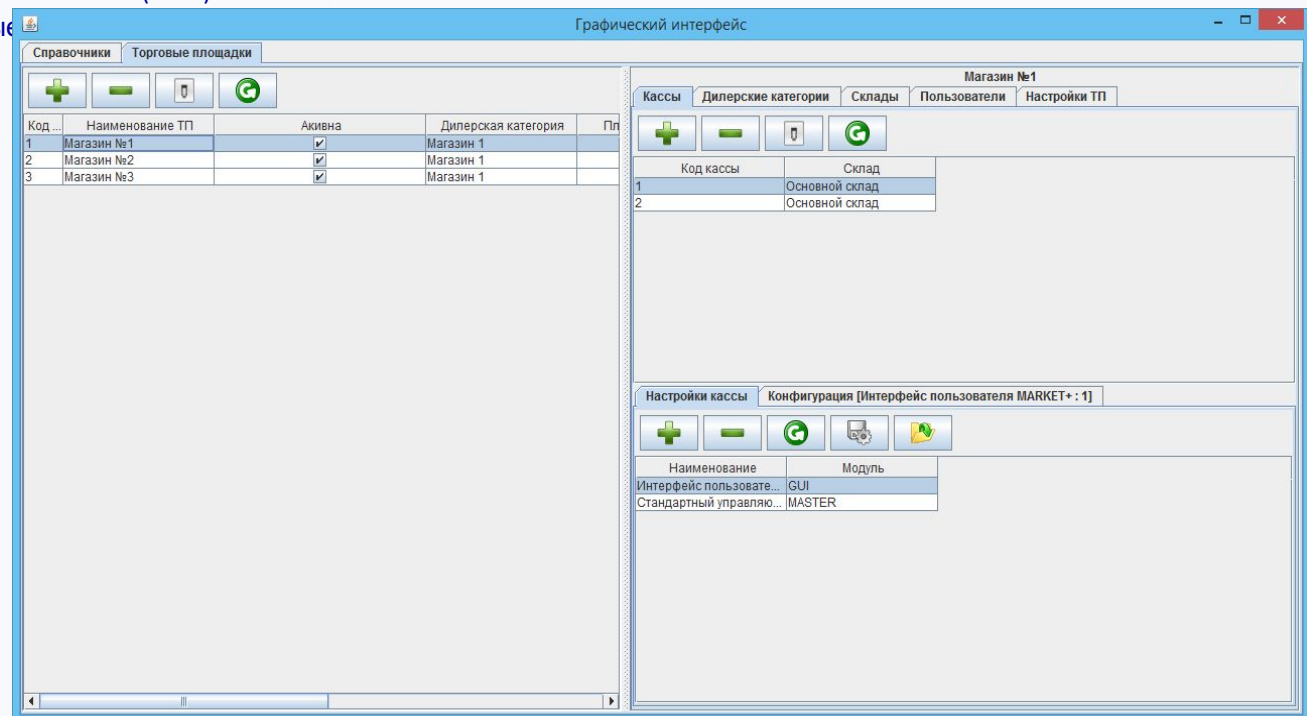 Графический интерфейс
Справочники Торговые площадки
Магазин №1
Кассы Дилерские категории Склады Пользователи Настройки ТП
Код ... Наименование ТП Акивна Дилерская категория Пл
1 Магазин №1 Магазин 1
2 Магазин №2 Магазин 1
3 Магазин №3 Магазин 1
Код кассы Склад
1 Основной склад
2 Основной склад
Настройки кассы Конфигурация [Интерфейс пользователя MARKET+ : 1]
Наименование Модуль
Интерфейс пользовате... GUI
Стандартный управляю... MASTER